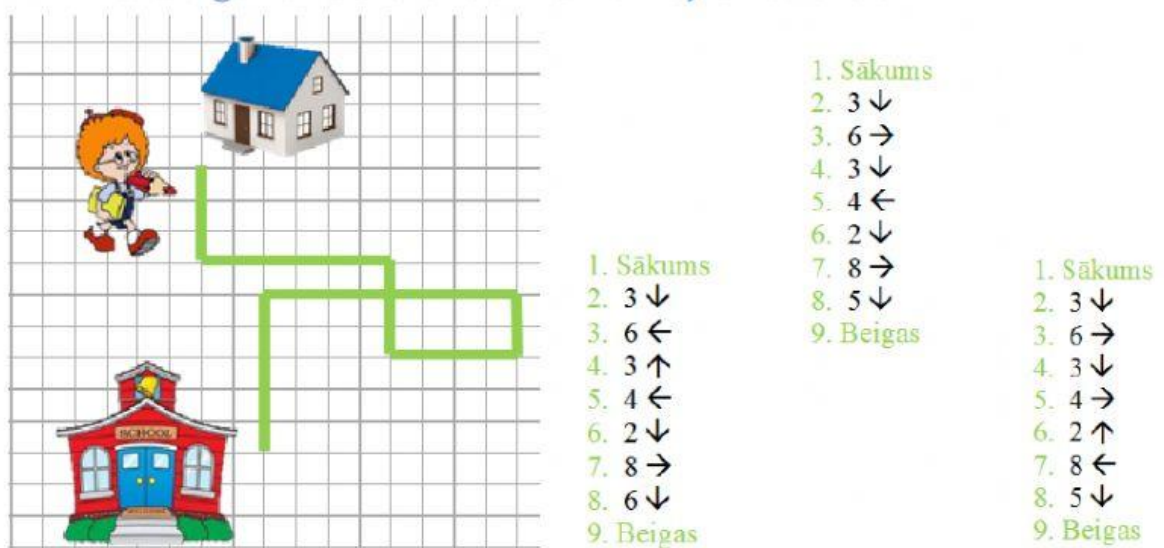 SCHOOL
1. Sākums
2. 3 ↓
3. 6 ←
4. 3 ↑
5. 4 ←
6. 2 ↓
7. 8 →
8. 6 ↓
9. Beigas
1. Sākums
2. 3 ↓
3. 6 →
4. 3 ↓
5. 4 ←
6. 2 ↓
7. 8 →
8. 5 ↓
9. Beigas
1. Sākums
2. 3 ↓
3. 6 →
4. 3 ↓
5. 4 →
6. 2 ↑
7. 8 ←
8. 5 ↓
9. Beigas